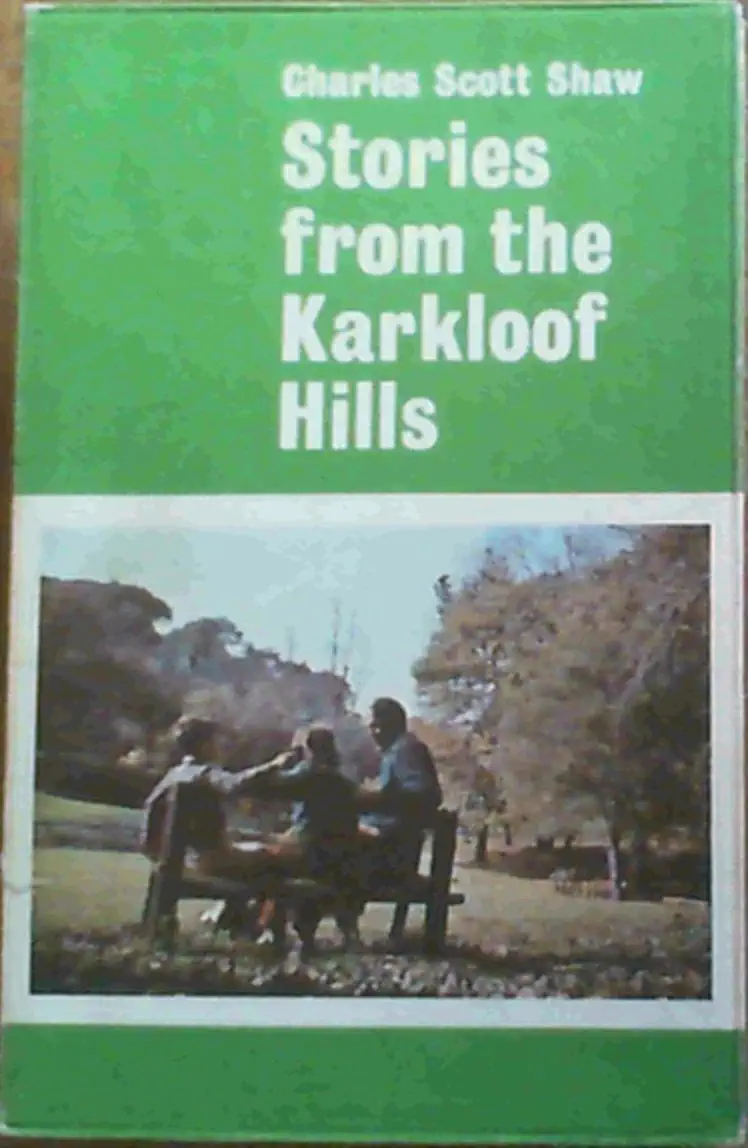 Charles Scott Shaw
Stories
from the
Karkloof
Hills